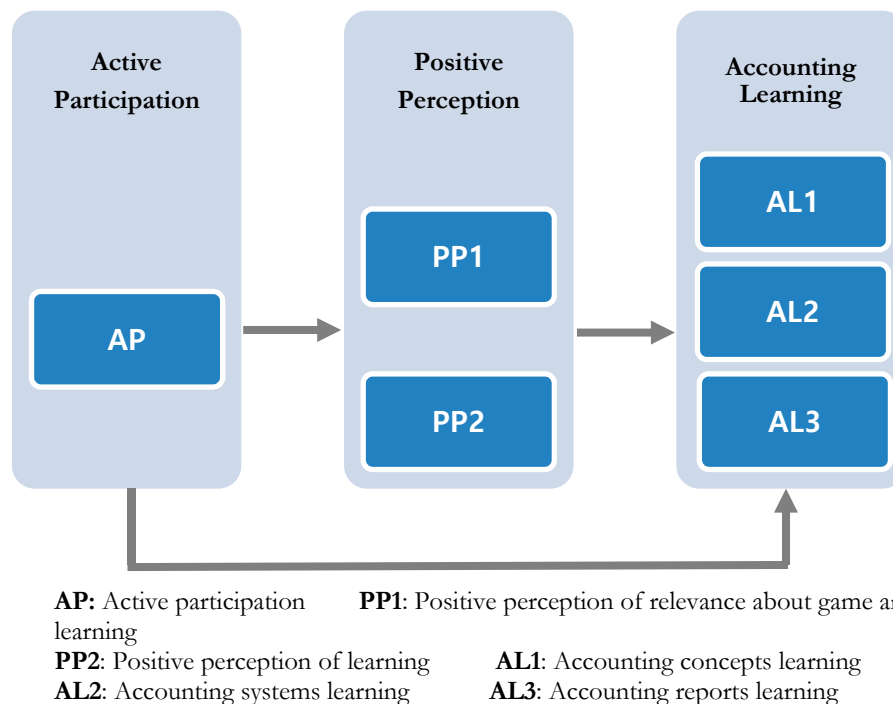 Active
Participation
Positive
Perception
Accounting
Learning
AP
PP1
PP2
AL1
AL2
AL3
AP: Active participation PP1: Positive perception of relevance about game
learning
PP2: Positive perception of learning AL1: Accounting concepts learning
AL2: Accounting systems learning AL3: Accounting reports learning